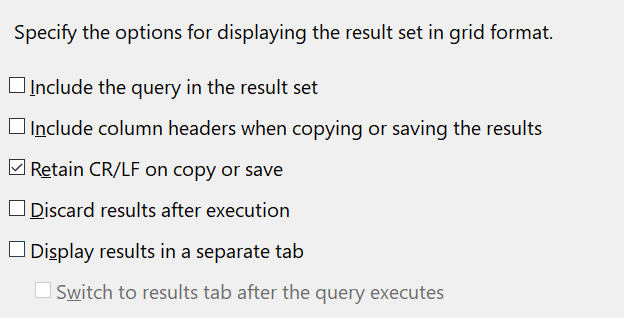 Specify the options for displaying the result set in grid format.
Include the query in the result set
Include column headers when copying or saving the results
Retain CR/LF on copy or save
Discard results after execution
Display results in a separate tab
Switch to results tab after the query executes